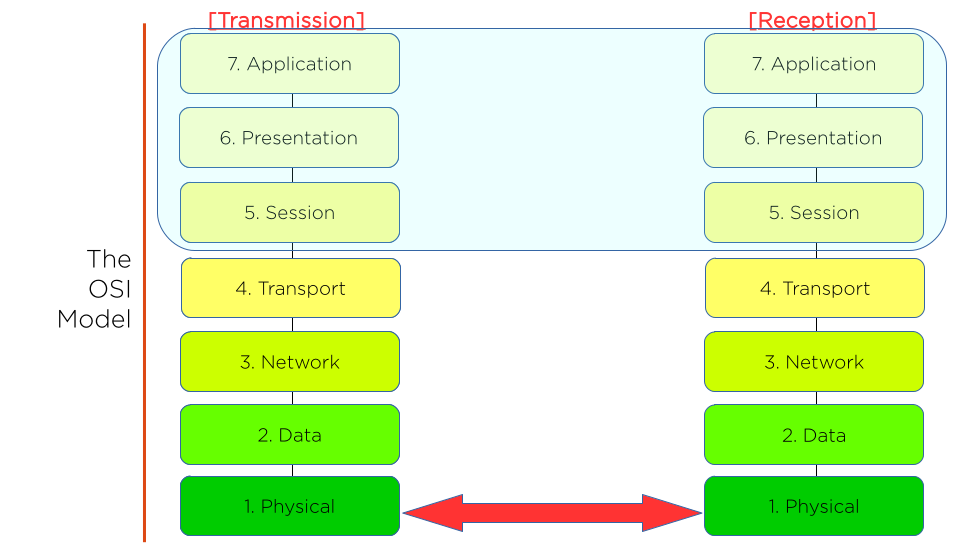 [Transmission]
[Reception]
7. Application
7. Application
6. Presentation
6. Presentation
5. Session
5. Session
The
OSI
Model
4. Transport
4. Transport
3. Network
3. Network
2. Data
2. Data
1. Physical
1. Physical